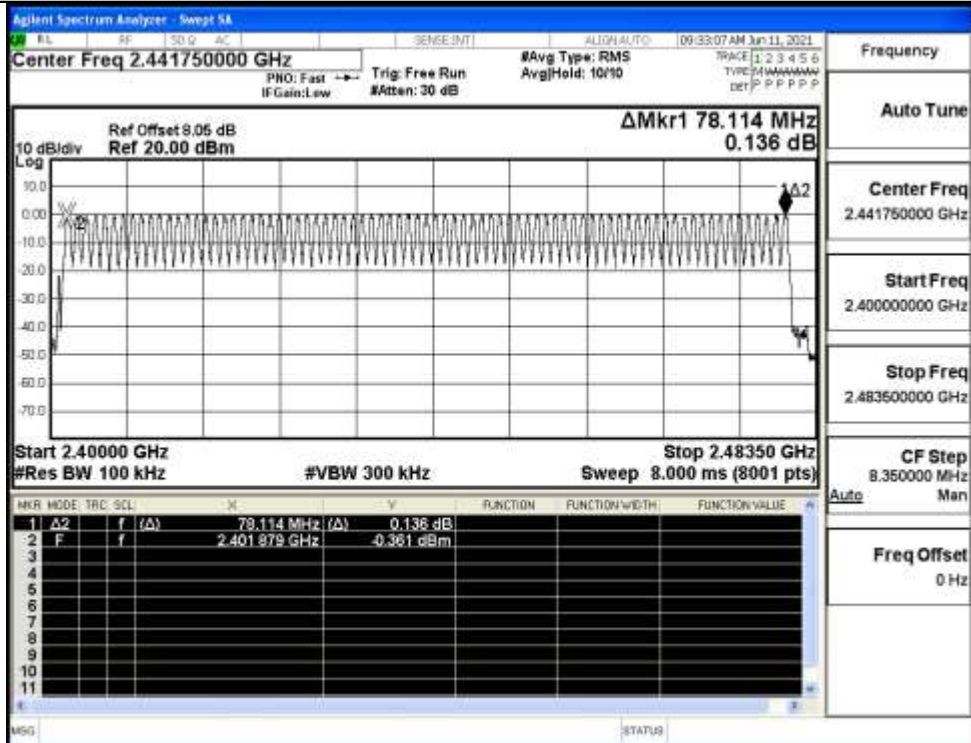 Agilent Spectrum Analyzer - Swept SA
RL RF 50 Ω AC SENSE:INT ALIGN AUTO 09:33:07 AM Jun 11, 2021
Center Freq 2.441750000 GHz
#Avg Type: RMS
TRACE 1 2 3 4 5 6
PNO: Fast
Trig: Free Run
Avg|Hold: 10/10
TYPE M WWWWW
IFGain:Low
#Atten: 30 dB
DET P P P P P P
Frequency
Auto Tune
Ref Offset 8.05 dB
ΔMkr1 78.114 MHz
10 dB/div
Ref 20.00 dBm
0.136 dB
Log
10.0
0.00
-10.0
-20.0
-30.0
-40.0
-50.0
-60.0
-70.0
1Δ2
Center Freq
2.441750000 GHz
Start Freq
2.400000000 GHz
Stop Freq
2.483500000 GHz
Start 2.40000 GHz
Stop 2.48350 GHz
#Res BW 100 kHz
#VBW 300 kHz
Sweep 8.000 ms (8001 pts)
CF Step
8.350000 MHz
Auto Man
MKR MODE TRC SCL X Y FUNCTION FUNCTION WIDTH FUNCTION VALUE
1 Δ2 f (Δ) 78.114 MHz (Δ) 0.136 dB
2 F f 2.401 879 GHz -0.361 dBm
3
4
5
6
7
8
9
10
11
Freq Offset
0 Hz
MSG STATUS